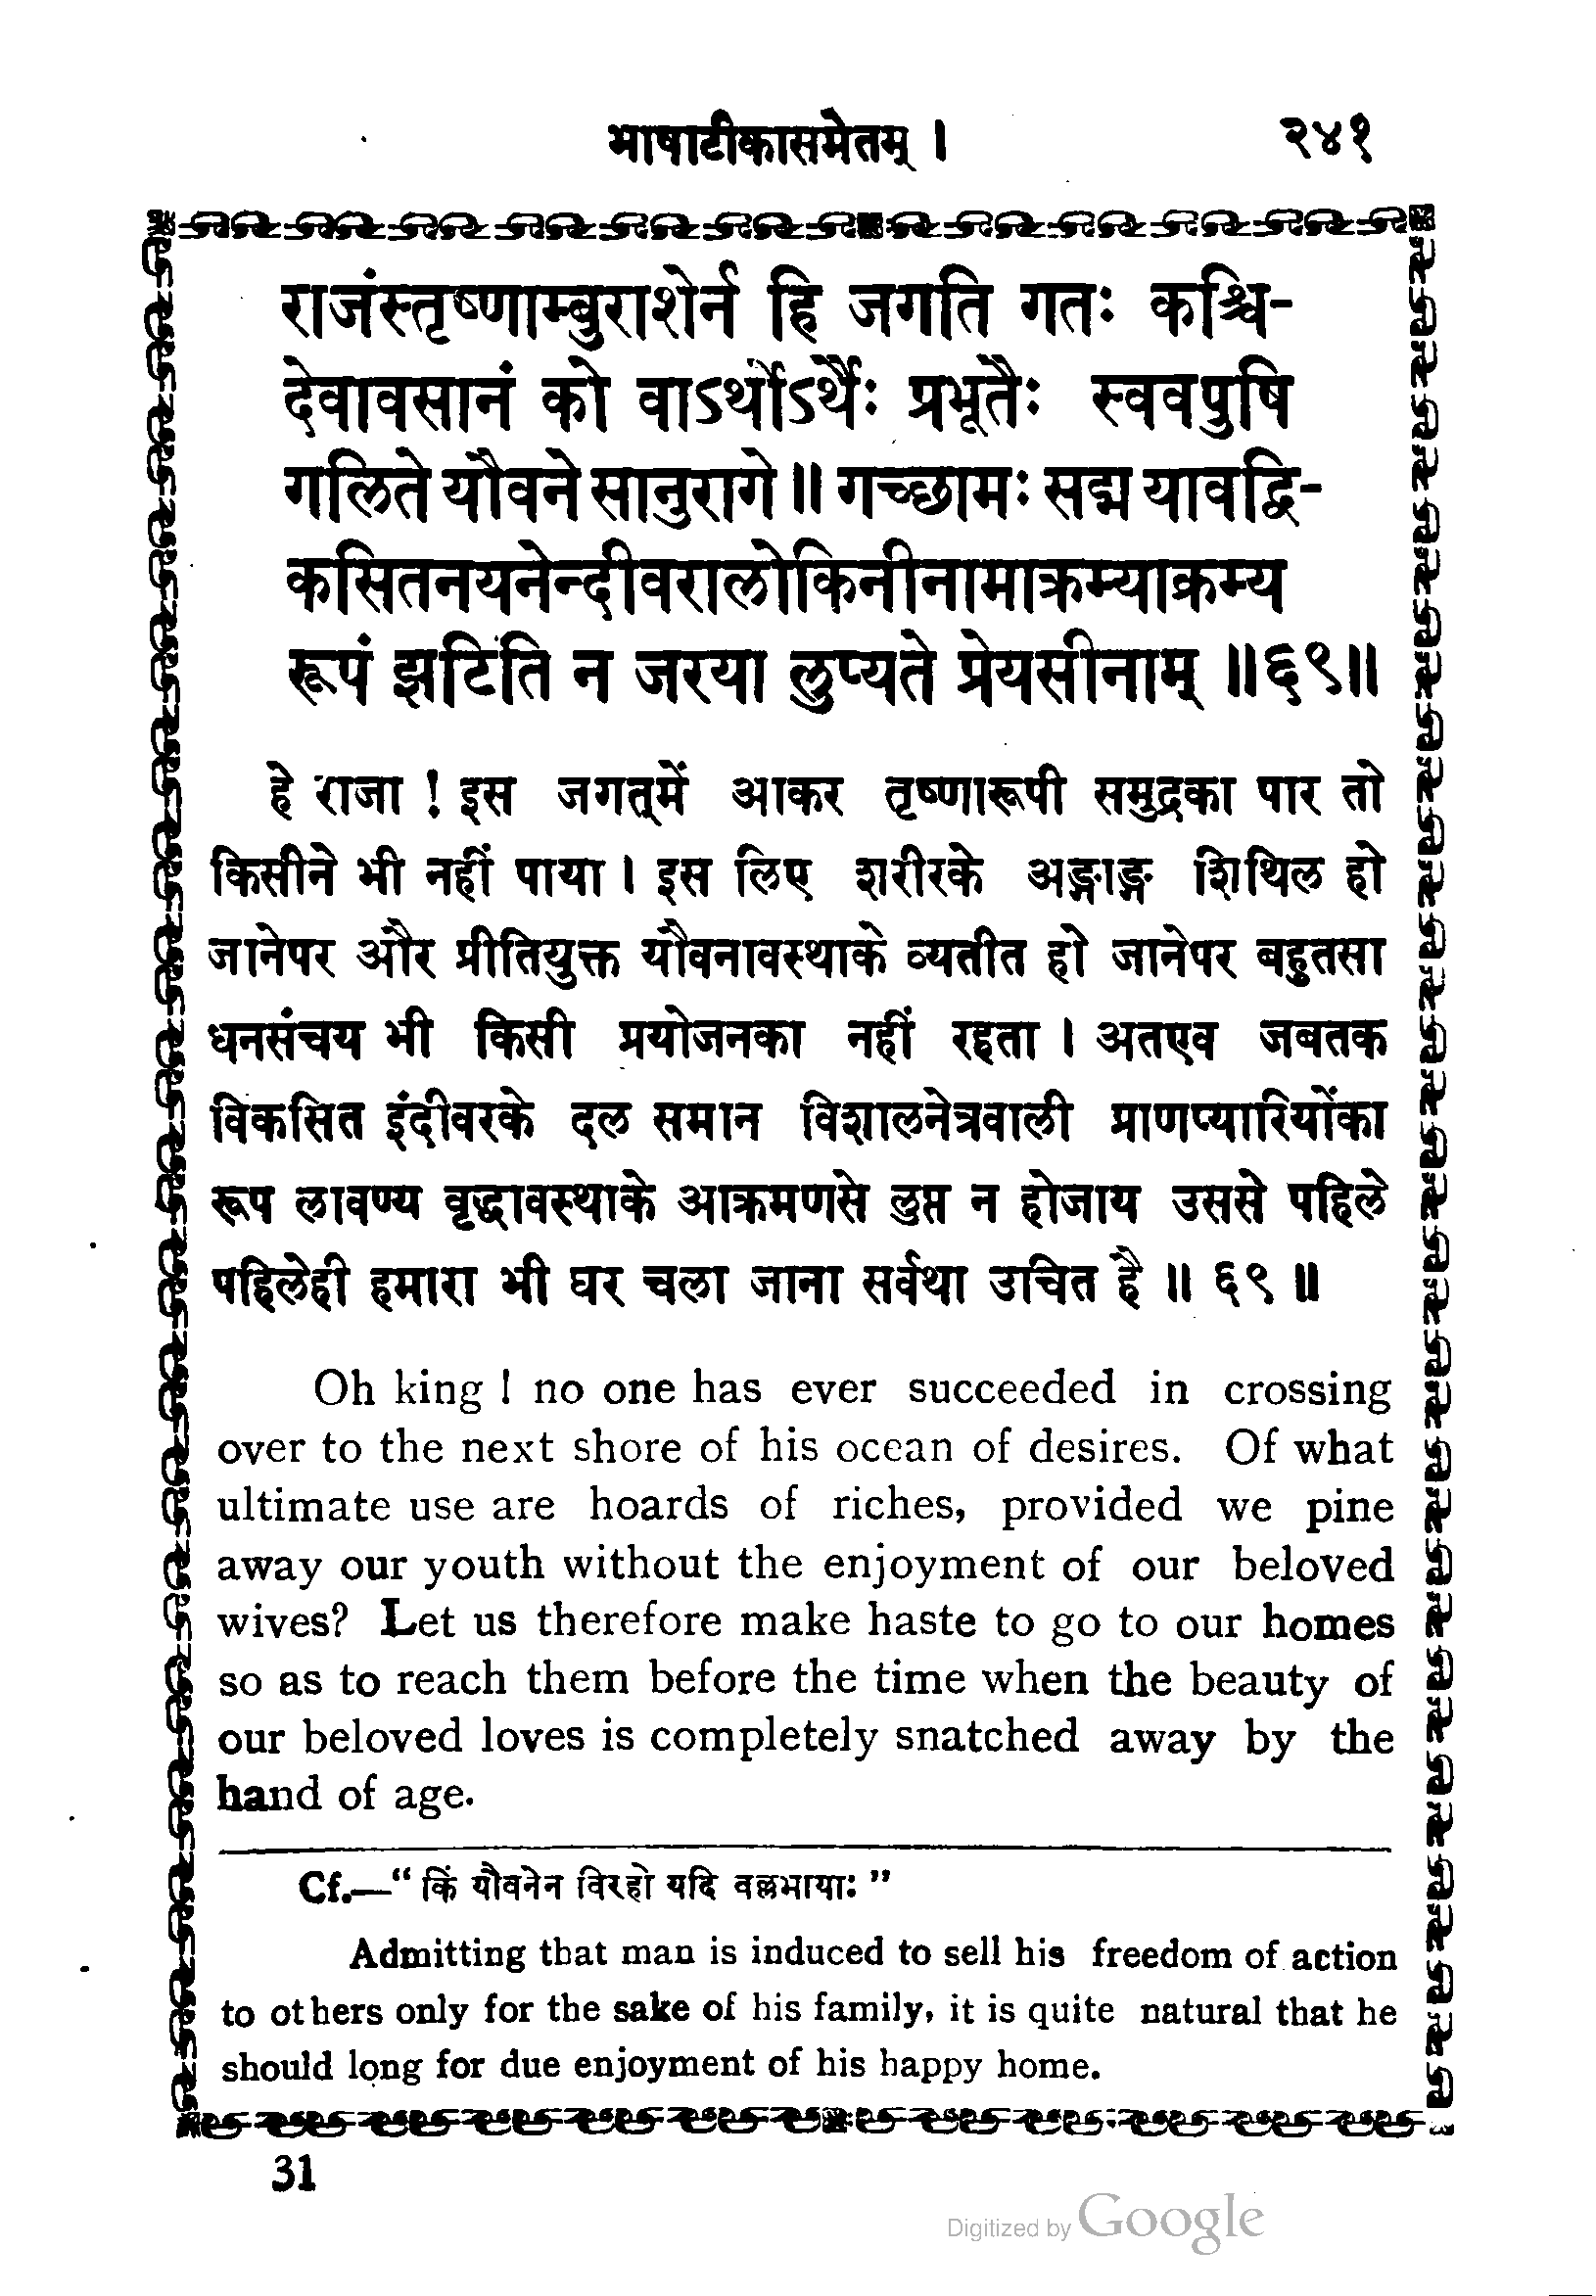 भाषाटीकासमेतम् । २४१
राजंस्तृष्णाम्बुराशेर्न हि जगति गतः कश्चि-
देवावसानं को वाऽर्थोऽर्थैः प्रभूतैः स्ववपुषि
गलिते यौवने सानुरागे ॥ गच्छामः सद्म यावद्वि-
कसितनयनेन्दीवरालोकिनीनामाक्रम्याक्रम्य
रूपं झटिति न जरया लुप्यते प्रेयसीनाम् ॥६९॥
हे राजा ! इस जगत्‌में आकर तृष्णारूपी समुद्रका पार तो
किसीने भी नहीं पाया । इस लिए शरीरके अङ्गाङ्ग शिथिल हो
जानेपर और प्रीतियुक्त यौवनावस्थाके व्यतीत हो जानेपर बहुतसा
धनसंचय भी किसी प्रयोजनका नहीं रहता । अतएव जबतक
विकसित इंदीवरके दल समान विशालनेत्रवाली प्राणप्यारियोंका
रूप लावण्य वृद्धावस्थाके आक्रमणसे लुप्त न होजाय उससे पहिले
पहिलेही हमारा भी घर चला जाना सर्वथा उचित है ॥ ६९ ॥
Oh king ! no one has ever succeeded in crossing
over to the next shore of his ocean of desires. Of what
ultimate use are hoards of riches, provided we pine
away our youth without the enjoyment of our beloved
wives? Let us therefore make haste to go to our homes
so as to reach them before the time when the beauty of
our beloved loves is completely snatched away by the
hand of age.
Cf.—“ किं यौवनेन विरहो यदि वल्लभायाः ”
Admitting that man is induced to sell his freedom of action
to others only for the sake of his family, it is quite natural that he
should long for due enjoyment of his happy home.
31
Digitized by Google